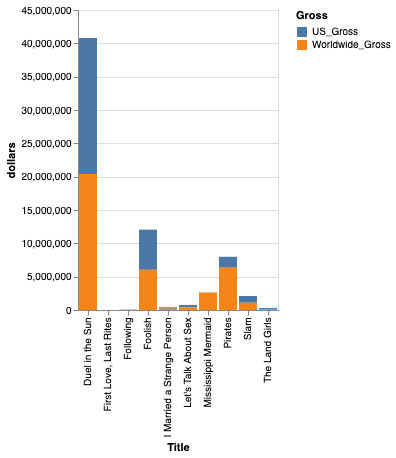 Gross
US_Gross
Worldwide_Gross
45,000,000
40,000,000
35,000,000
30,000,000
25,000,000
20,000,000
15,000,000
10,000,000
5,000,000
0
dollars
Duel in the Sun
First Love, Last Rites
Following
Foolish
I Married a Strange Person
Let's Talk About Sex
Mississippi Mermaid
Pirates
Slam
The Land Girls
Title